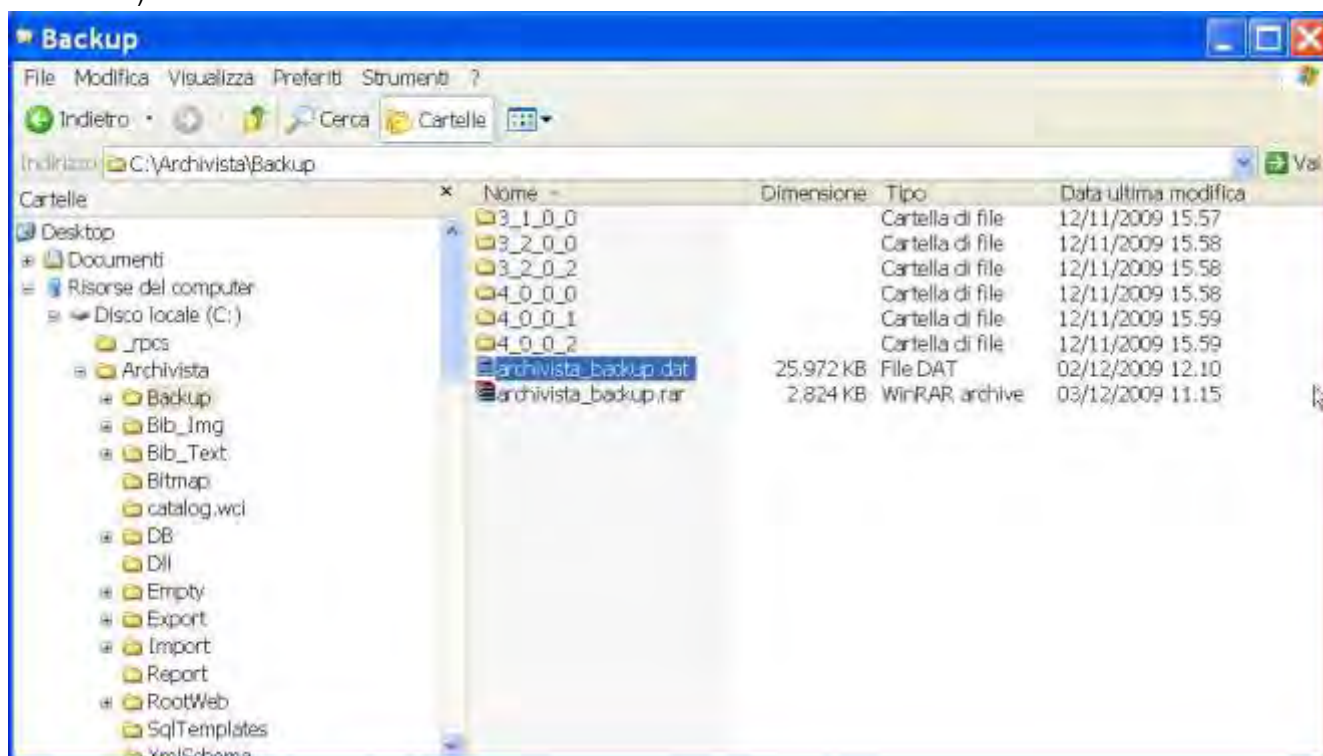 Backup
File Modifica Visualizza Preferiti Strumenti ?
Indietro Cerca Cartelle
Indirizzo C:\Archivista\Backup Vai
Cartelle
Desktop
Documenti
Risorse del computer
Disco locale (C:)
_rpcs
Archivista
Backup
Bib_Img
Bib_Text
Bitmap
catalog.wci
DB
Dll
Empty
Export
Import
Report
RootWeb
SqlTemplates
XmlSchema
Nome Dimensione Tipo Data ultima modifica
3_1_0_0 Cartella di file 12/11/2009 15.57
3_2_0_0 Cartella di file 12/11/2009 15.58
3_2_0_2 Cartella di file 12/11/2009 15.58
4_0_0_0 Cartella di file 12/11/2009 15.58
4_0_0_1 Cartella di file 12/11/2009 15.59
4_0_0_2 Cartella di file 12/11/2009 15.59
archivista_backup.dat 25.972 KB File DAT 02/12/2009 12.10
archivista_backup.rar 2.824 KB WinRAR archive 03/12/2009 11.15